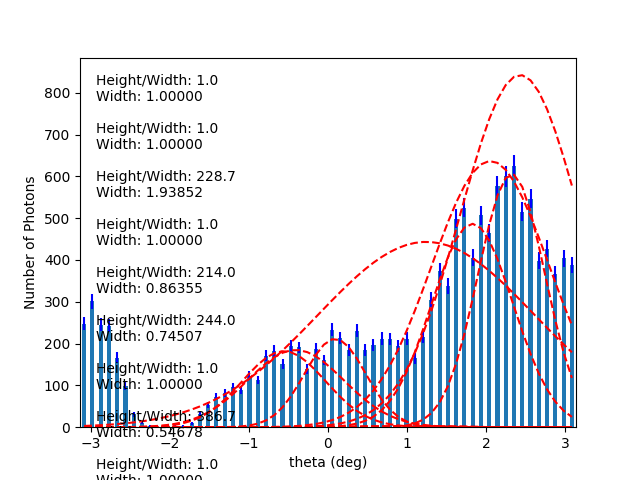 Height/Width: 1.0
Width: 1.00000
Height/Width: 1.0
Width: 1.00000
Height/Width: 228.7
Width: 1.93852
Height/Width: 1.0
Width: 1.00000
Height/Width: 214.0
Width: 0.86355
Height/Width: 244.0
Width: 0.74507
Height/Width: 1.0
Width: 1.00000
Height/Width: 886.7
Width: 0.54678
Height/Width: 1.0
Width: 1.00000
800
700
600
500
400
300
200
100
0
Number of Photons
−3 −2 −1 0 1 2 3
theta (deg)